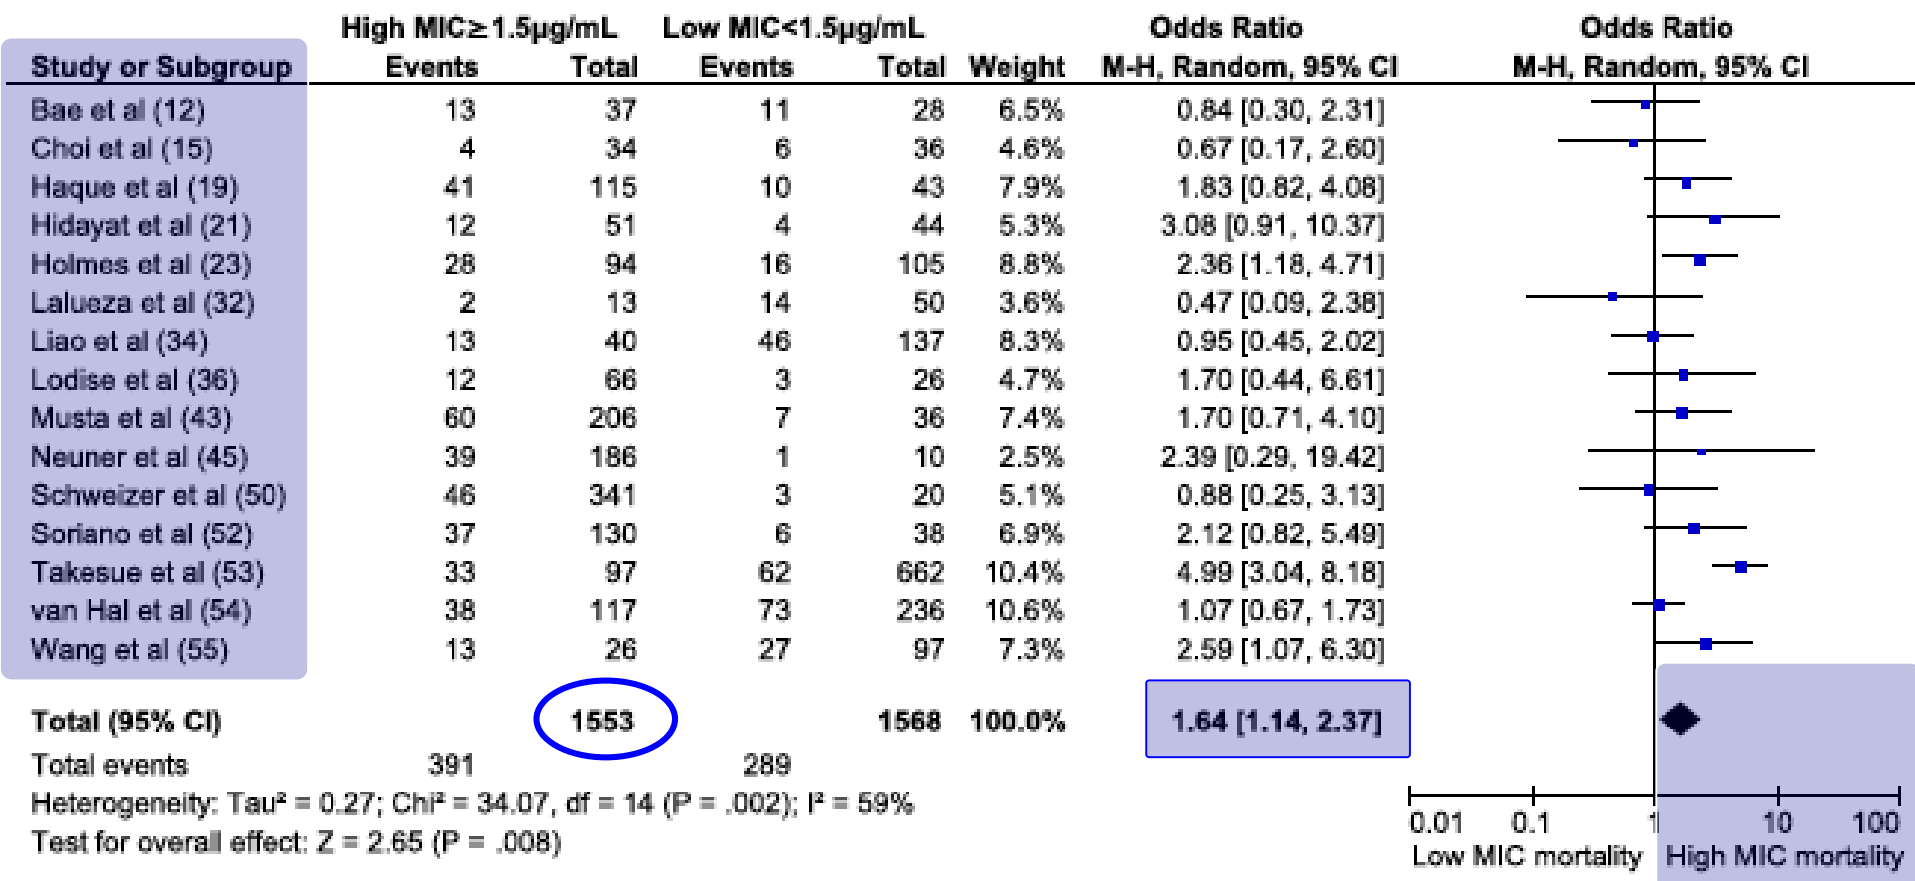 High MIC≥1.5µg/mL Low MIC<1.5µg/mL Odds Ratio Odds Ratio
Study or Subgroup Events Total Events Total Weight M-H, Random, 95% CI M-H, Random, 95% CI
Bae et al (12) 13 37 11 28 6.5% 0.84 [0.30, 2.31]
Choi et al (15) 4 34 6 36 4.6% 0.67 [0.17, 2.60]
Haque et al (19) 41 115 10 43 7.9% 1.83 [0.82, 4.08]
Hidayat et al (21) 12 51 4 44 5.3% 3.08 [0.91, 10.37]
Holmes et al (23) 28 94 16 105 8.8% 2.36 [1.18, 4.71]
Lalueza et al (32) 2 13 14 50 3.6% 0.47 [0.09, 2.38]
Liao et al (34) 13 40 46 137 8.3% 0.95 [0.45, 2.02]
Lodise et al (36) 12 66 3 26 4.7% 1.70 [0.44, 6.61]
Musta et al (43) 60 206 7 36 7.4% 1.70 [0.71, 4.10]
Neuner et al (45) 39 186 1 10 2.5% 2.39 [0.29, 19.42]
Schweizer et al (50) 46 341 3 20 5.1% 0.88 [0.25, 3.13]
Soriano et al (52) 37 130 6 38 6.9% 2.12 [0.82, 5.49]
Takesue et al (53) 33 97 62 662 10.4% 4.99 [3.04, 8.18]
van Hal et al (54) 38 117 73 236 10.6% 1.07 [0.67, 1.73]
Wang et al (55) 13 26 27 97 7.3% 2.59 [1.07, 6.30]
Total (95% CI) 1553 1568 100.0% 1.64 [1.14, 2.37]
Total events 391 289
Heterogeneity: Tau² = 0.27; Chi² = 34.07, df = 14 (P = .002); I² = 59%
Test for overall effect: Z = 2.65 (P = .008)
0.01 0.1 1 10 100
Low MIC mortality High MIC mortality